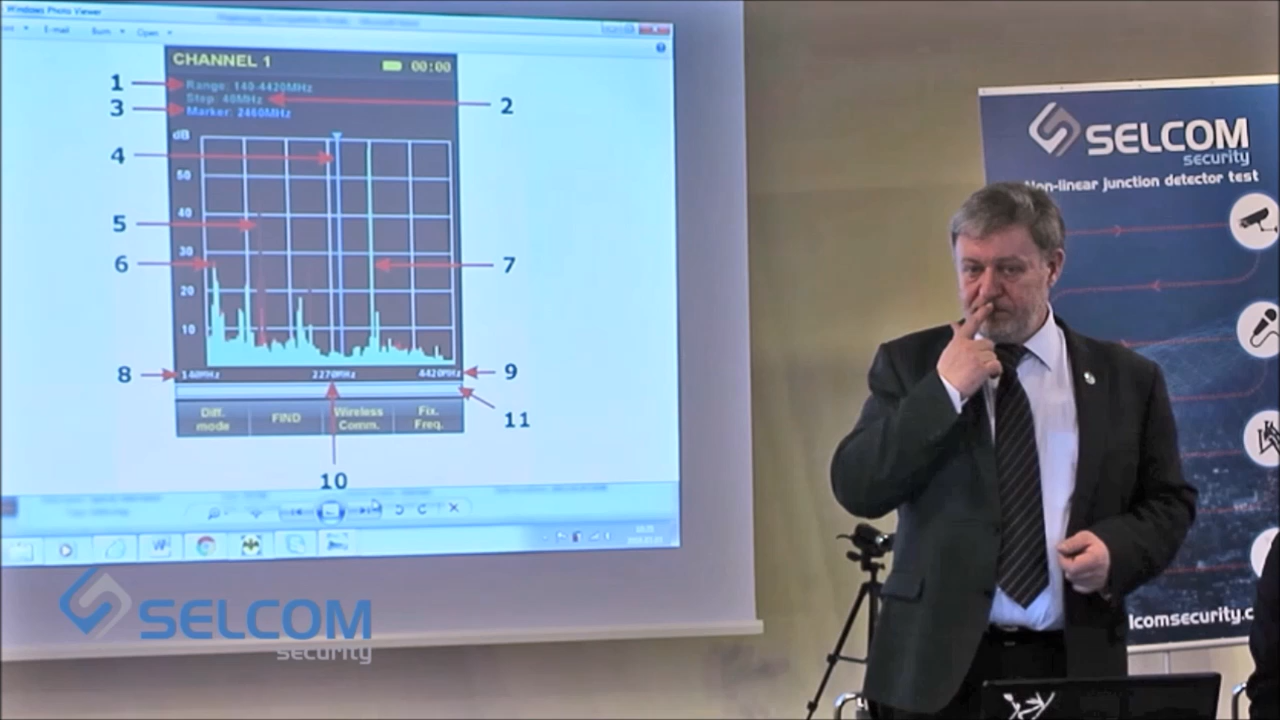 Windows Photo Viewer
E-mail
Burn
Open
CHANNEL 1
00:00
Range: 140-4420MHz
Step: 40MHz
Marker: 2460MHz
1
2
3
4
5
6
7
8
9
10
11
dB
50
40
30
20
10
140MHz
2270MHz
4420MHz
Diff. mode
FIND
Wireless Comm.
Fix. Freq.
SELCOM
security
Non-linear junction detector test
lcomsecurity.c
SELCOM
security